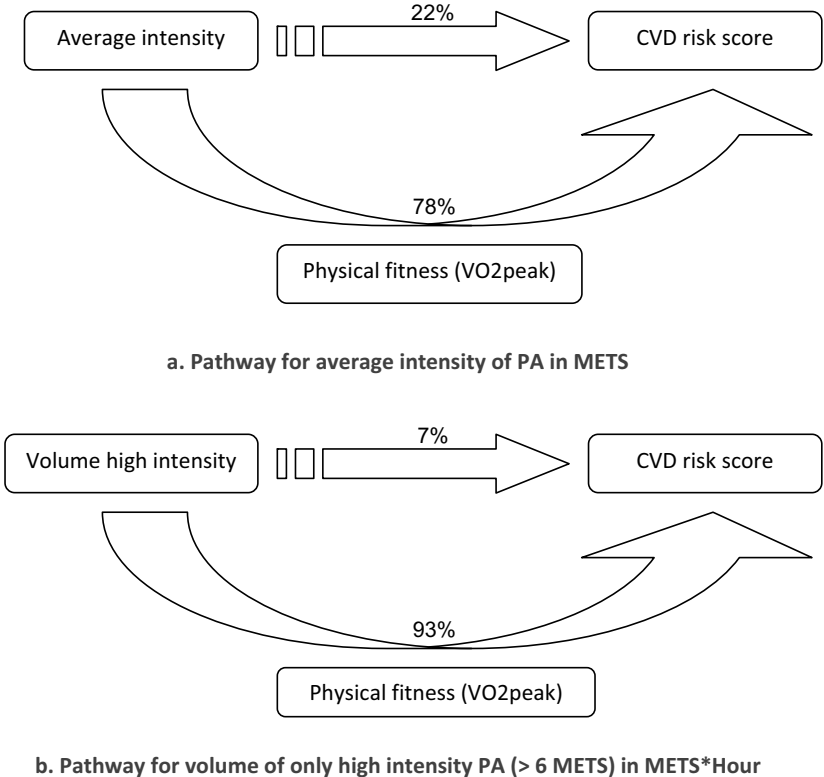 22%
Average intensity
CVD risk score
78%
Physical fitness (VO2peak)
a. Pathway for average intensity of PA in METS
7%
Volume high intensity
CVD risk score
93%
Physical fitness (VO2peak)
b. Pathway for volume of only high intensity PA (> 6 METS) in METS*Hour